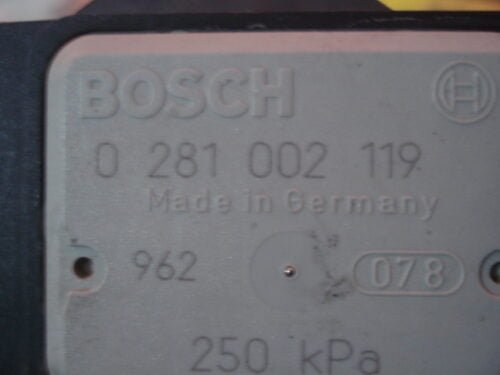 BOSCH
0 281 002 119
Made in Germany
962 078
250 kPa